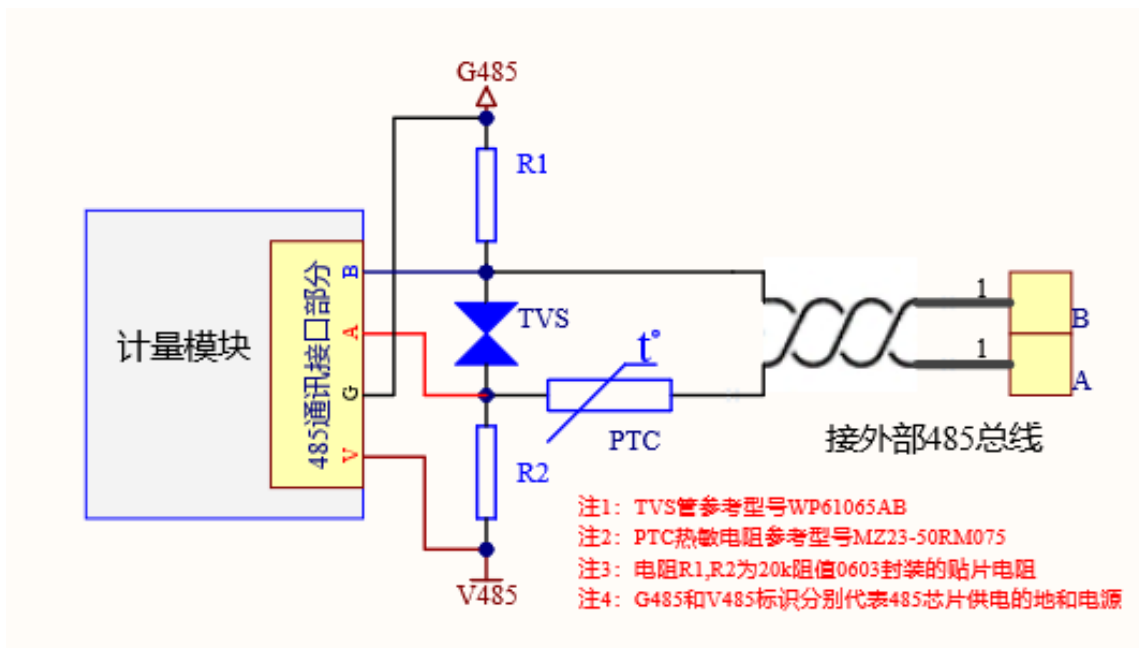 G485
R1
B
TVS
1
B
计量模块
485通讯接口部分
A
t°
1
A
G
PTC
接外部485总线
V
R2
注1：TVS管参考型号WP61065AB
注2：PTC热敏电阻参考型号MZ23-50RM075
注3：电阻R1,R2为20k阻值0603封装的贴片电阻
V485
注4：G485和V485标识分别代表485芯片供电的地和电源